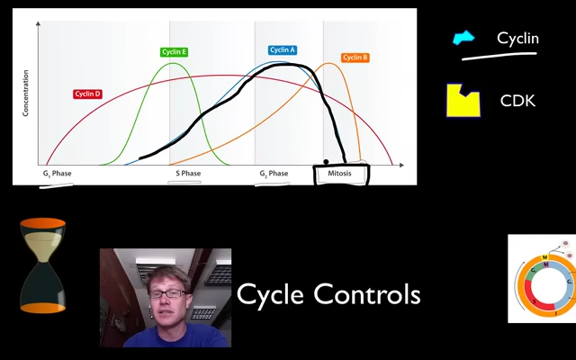 Concentration
Cyclin D
Cyclin E
Cyclin A
Cyclin B
G1 Phase
S Phase
G2 Phase
Mitosis
Cyclin
CDK
Cycle Controls